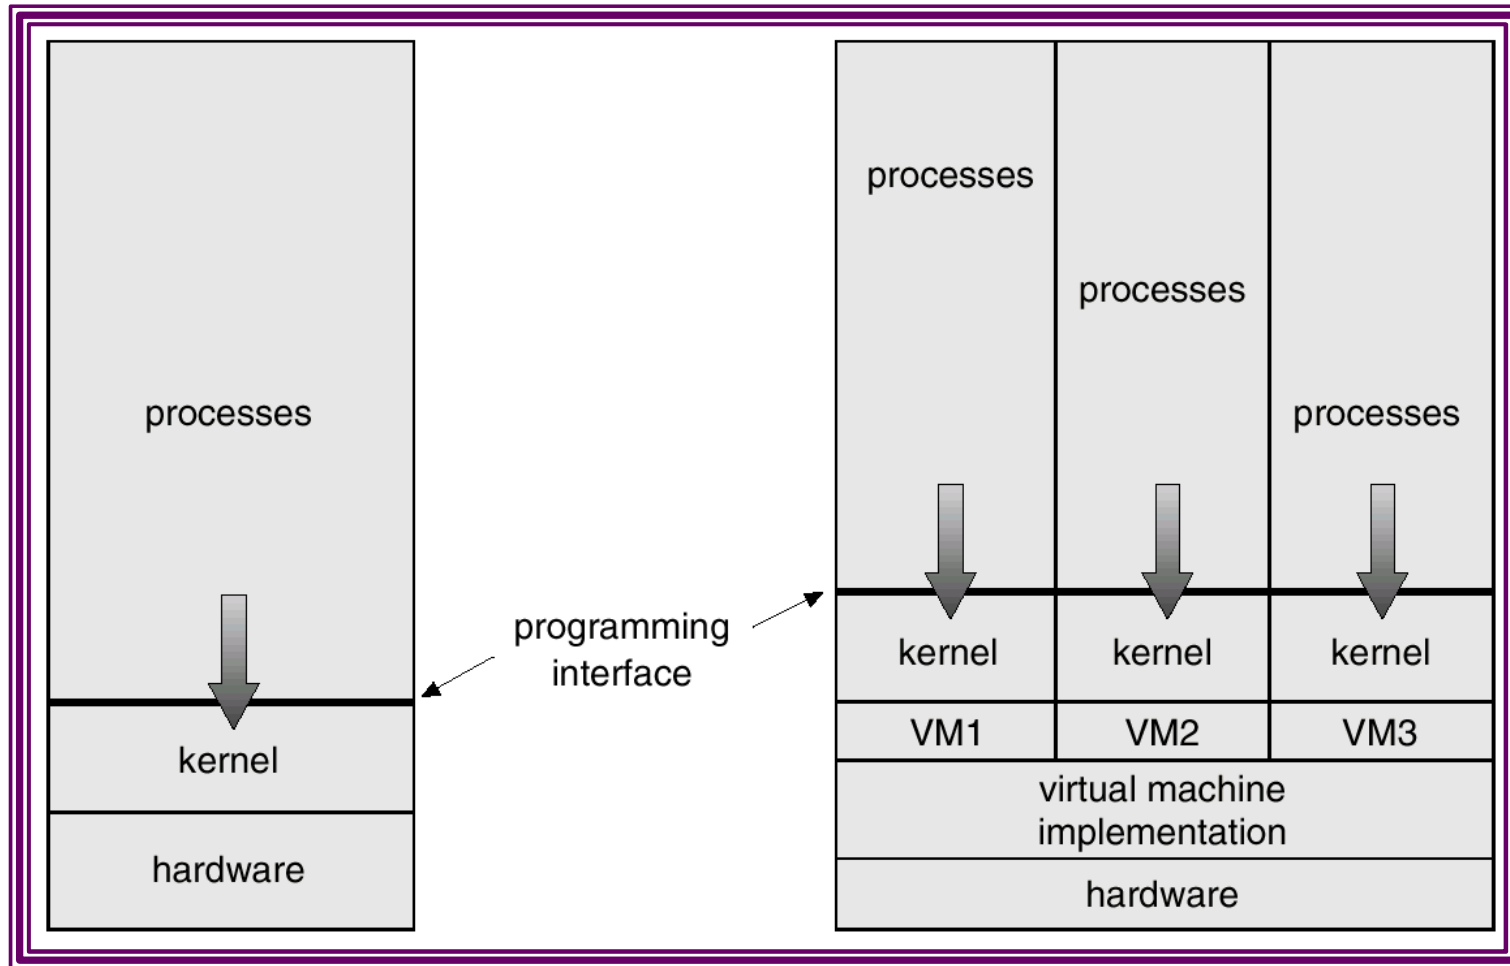 processes
kernel
hardware
programming
interface
processes
processes
processes
kernel
kernel
kernel
VM1
VM2
VM3
virtual machine
implementation
hardware